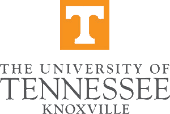 T
THE UNIVERSITY OF
TENNESSEE
KNOXVILLE